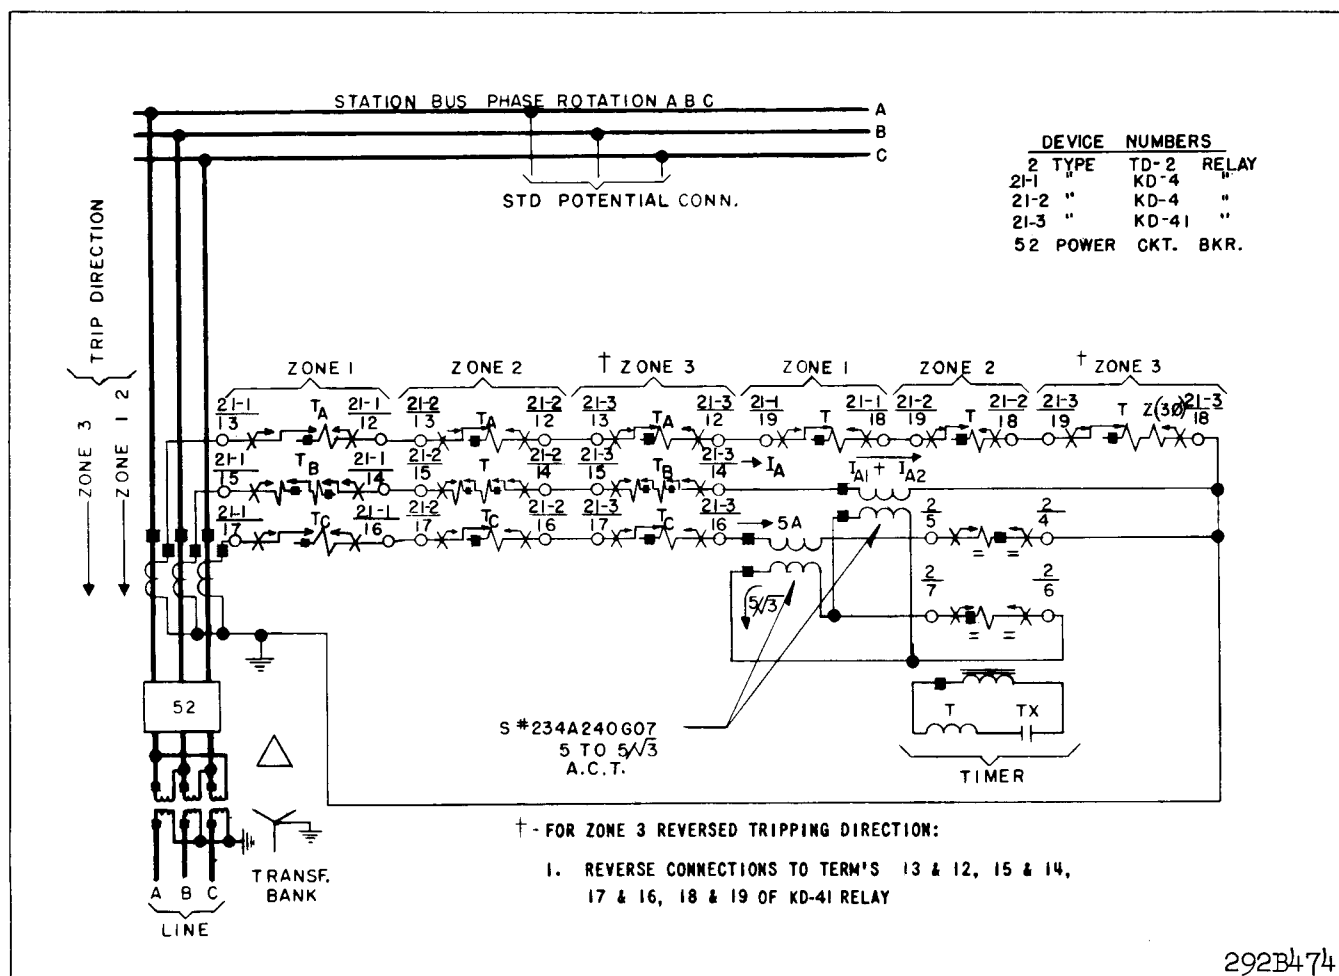 STATION BUS PHASE ROTATION A B C
A
B
C
STD POTENTIAL CONN.
DEVICE NUMBERS
2 TYPE TD-2 RELAY
21-1 " KD-4 "
21-2 " KD-4 "
21-3 " KD-41 "
52 POWER CKT. BKR.
TRIP DIRECTION
ZONE 3
ZONE 1 2
ZONE 1
ZONE 2
† ZONE 3
ZONE 1
ZONE 2
† ZONE 3
21-1/13 TA 21-1/12 21-2/13 TA 21-2/12 21-3/13 TA 21-3/12 21-1/19 T 21-1/18 21-2/19 T 21-2/18 21-3/19 T Z(3Ø) 21-3/18
21-1/15 TB 21-1/14 21-2/15 T 21-2/14 21-3/15 TB 21-3/14 IA IA1 + IA2
21-1/17 TC 21-1/16 21-2/17 TC 21-2/16 21-3/17 TC 21-3/16 5A 2/5 2/4
5/√3 2/7 2/6
52
S#234A240G07
5 TO 5/√3
A.C.T.
T TX
TIMER
TRANSF.
BANK
A B C
LINE
† - FOR ZONE 3 REVERSED TRIPPING DIRECTION:
1. REVERSE CONNECTIONS TO TERM'S 13 & 12, 15 & 14,
17 & 16, 18 & 19 OF KD-41 RELAY
292B474